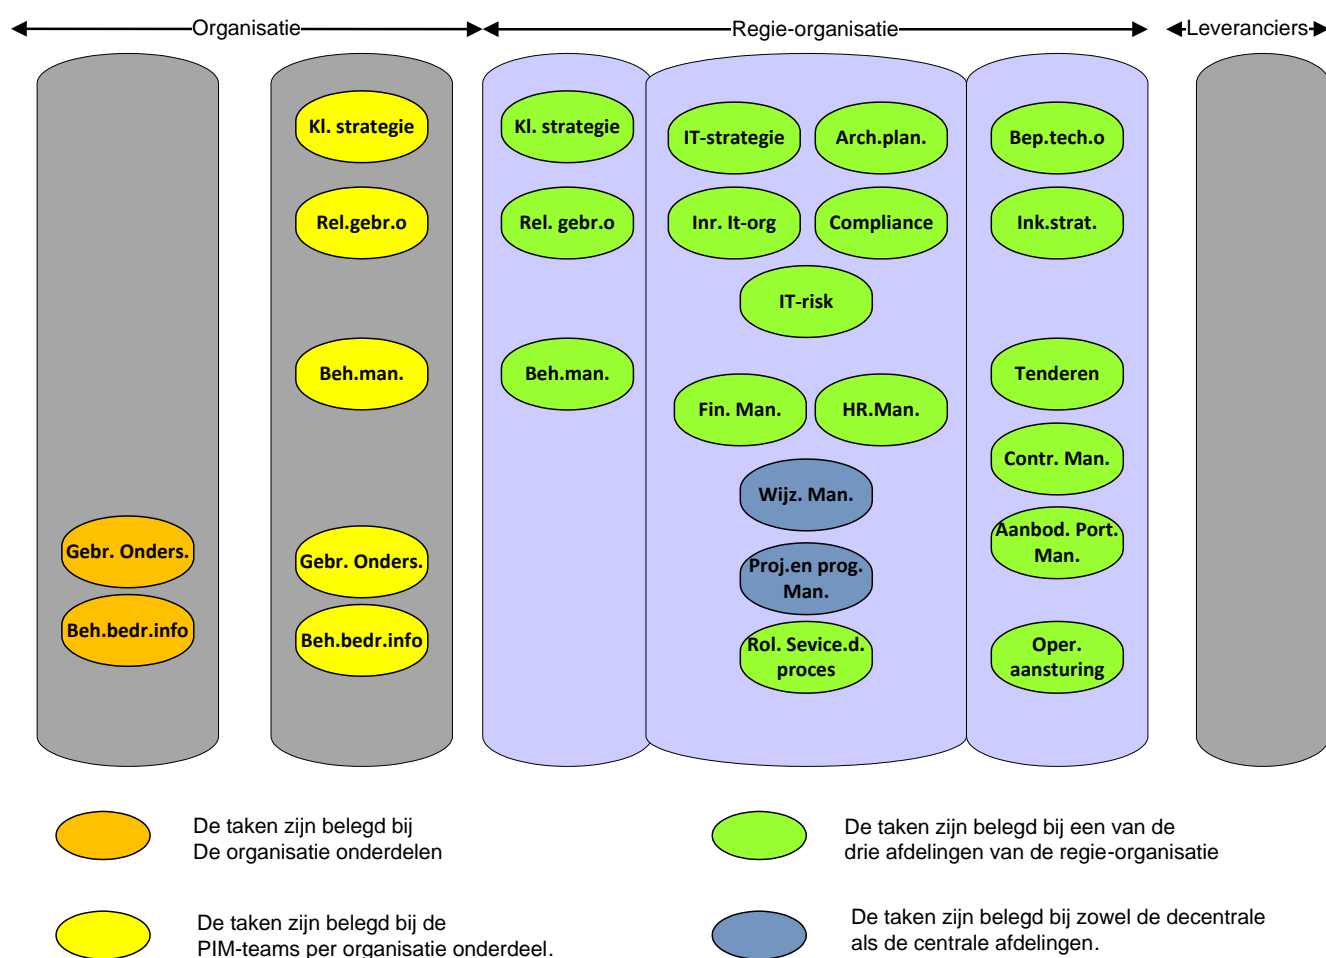 Organisatie
Regie-organisatie
Leveranciers
Kl. strategie
Rel.gebr.o
Beh.man.
Gebr. Onders.
Beh.bedr.info
Gebr. Onders.
Beh.bedr.info
Kl. strategie
Rel. gebr.o
Beh.man.
IT-strategie
Arch.plan.
Inr. It-org
Compliance
IT-risk
Fin. Man.
HR.Man.
Wijz. Man.
Proj.en prog.
Man.
Rol. Sevice.d.
proces
Bep.tech.o
Ink.strat.
Tenderen
Contr. Man.
Aanbod. Port.
Man.
Oper.
aansturing
De taken zijn belegd bij
De organisatie onderdelen
De taken zijn belegd bij een van de
drie afdelingen van de regie-organisatie
De taken zijn belegd bij de
PIM-teams per organisatie onderdeel.
De taken zijn belegd bij zowel de decentrale
als de centrale afdelingen.